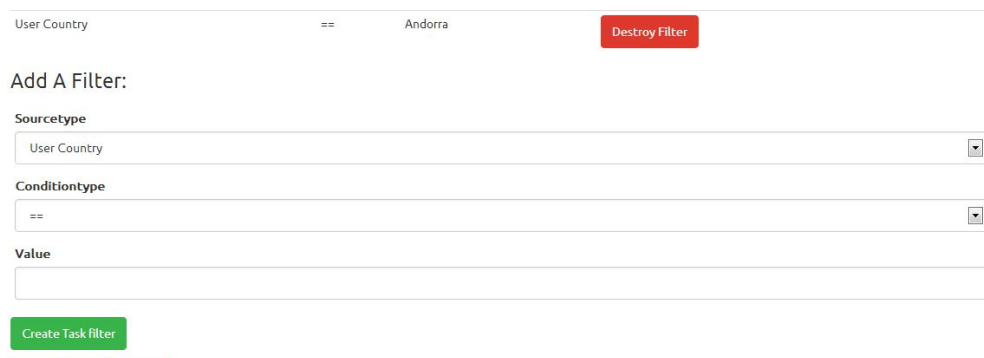 User Country == Andorra Destroy Filter
Add A Filter:
Sourcetype
User Country
Conditiontype
==
Value
Create Task filter